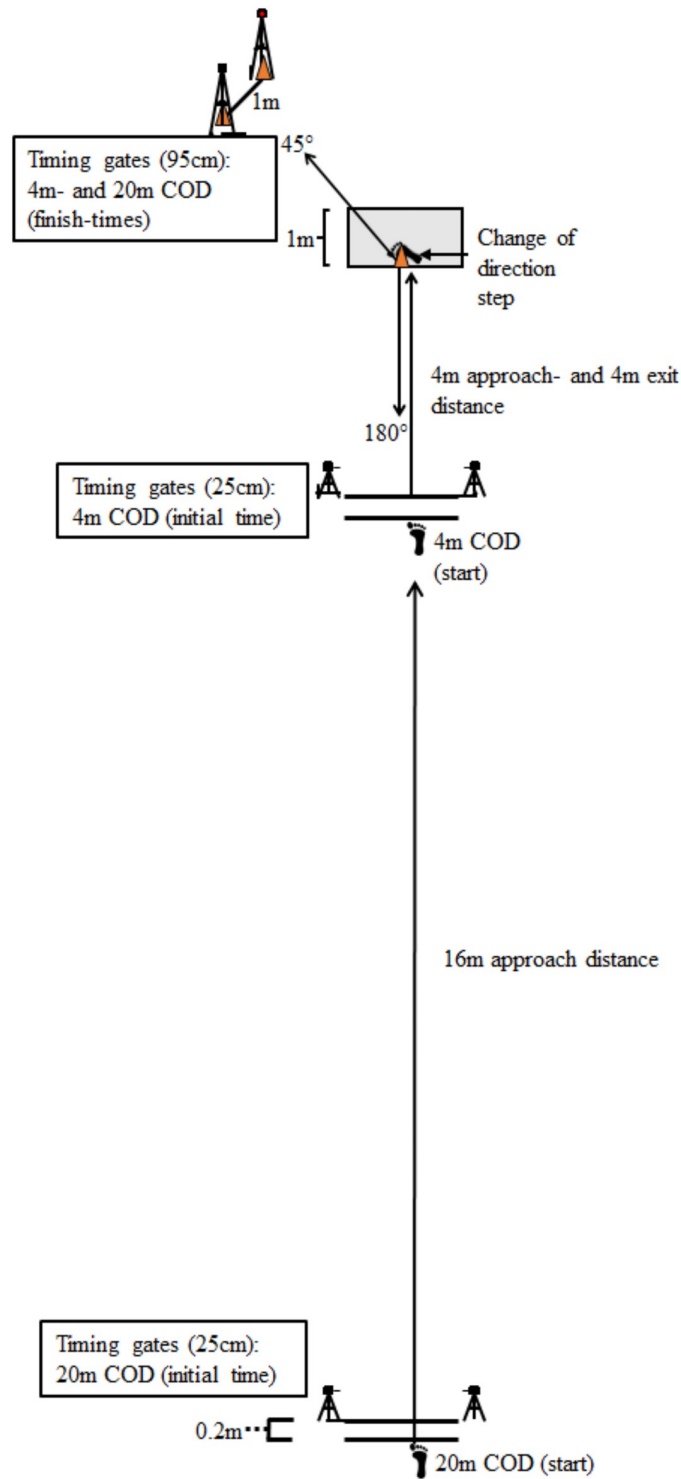 1m
Timing gates (95cm):
4m- and 20m COD
(finish-times)
45°
1m
Change of
direction
step
4m approach- and 4m exit
distance
180°
Timing gates (25cm):
4m COD (initial time)
4m COD
(start)
16m approach distance
Timing gates (25cm):
20m COD (initial time)
0.2m
20m COD (start)